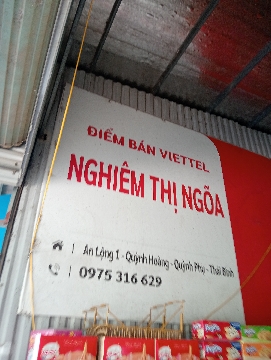 ĐIỂM BÁN VIETTEL
NGHIÊM THỊ NGÕA
An Lộng 1 - Quỳnh Hoàng - Quỳnh Phụ - Thái Bình
0975 316 629